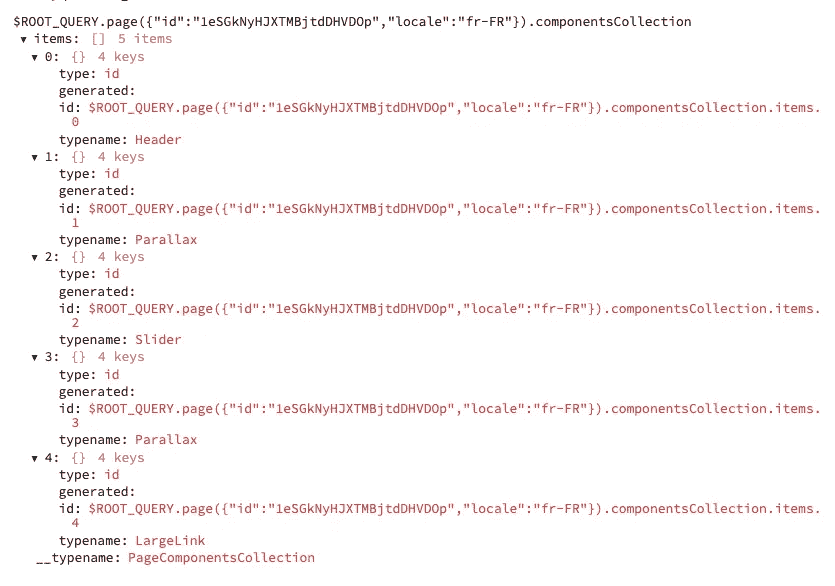 $ROOT_QUERY.page({"id":"1eSGkNyHJXTMBjtdDHVDOp","locale":"fr-FR"}).componentsCollection
▼ items: [] 5 items
▼ 0: {} 4 keys
type: id
generated:
id: $ROOT_QUERY.page({"id":"1eSGkNyHJXTMBjtdDHVDOp","locale":"fr-FR"}).componentsCollection.items.
0
typename: Header
▼ 1: {} 4 keys
type: id
generated:
id: $ROOT_QUERY.page({"id":"1eSGkNyHJXTMBjtdDHVDOp","locale":"fr-FR"}).componentsCollection.items.
1
typename: Parallax
▼ 2: {} 4 keys
type: id
generated:
id: $ROOT_QUERY.page({"id":"1eSGkNyHJXTMBjtdDHVDOp","locale":"fr-FR"}).componentsCollection.items.
2
typename: Slider
▼ 3: {} 4 keys
type: id
generated:
id: $ROOT_QUERY.page({"id":"1eSGkNyHJXTMBjtdDHVDOp","locale":"fr-FR"}).componentsCollection.items.
3
typename: Parallax
▼ 4: {} 4 keys
type: id
generated:
id: $ROOT_QUERY.page({"id":"1eSGkNyHJXTMBjtdDHVDOp","locale":"fr-FR"}).componentsCollection.items.
4
typename: LargeLink
__typename: PageComponentsCollection